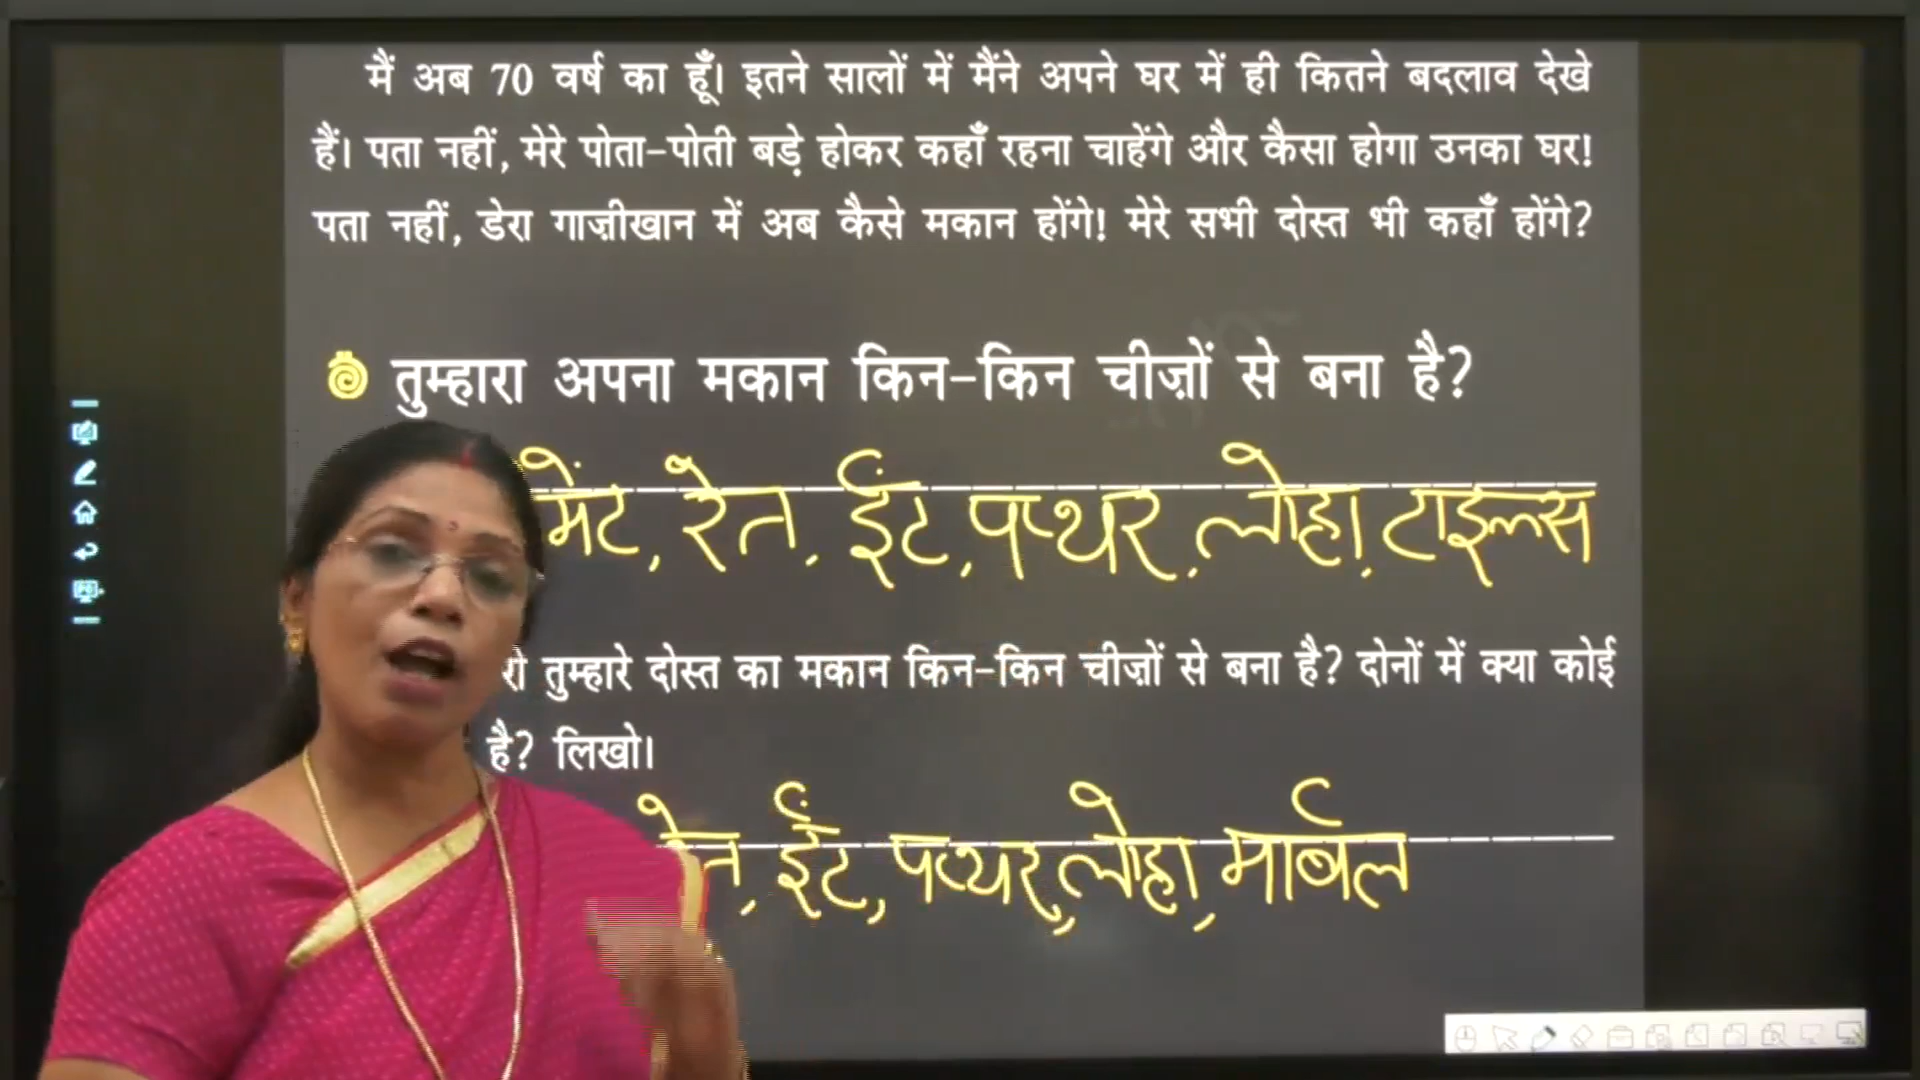 मैं अब 70 वर्ष का हूँ। इतने सालों में मैंने अपने घर में ही कितने बदलाव देखे
हैं। पता नहीं, मेरे पोता-पोती बड़े होकर कहाँ रहना चाहेंगे और कैसा होगा उनका घर!
पता नहीं, डेरा गाज़ीखान में अब कैसे मकान होंगे! मेरे सभी दोस्त भी कहाँ होंगे?
तुम्हारा अपना मकान किन-किन चीज़ों से बना है?
मेंट, रेत, ईंट, पत्थर, लोहा, टाइल्स
तुम्हारे दोस्त का मकान किन-किन चीज़ों से बना है? दोनों में क्या कोई
है? लिखो।
रेत, ईंट, पत्थर, लोहा, मार्बल